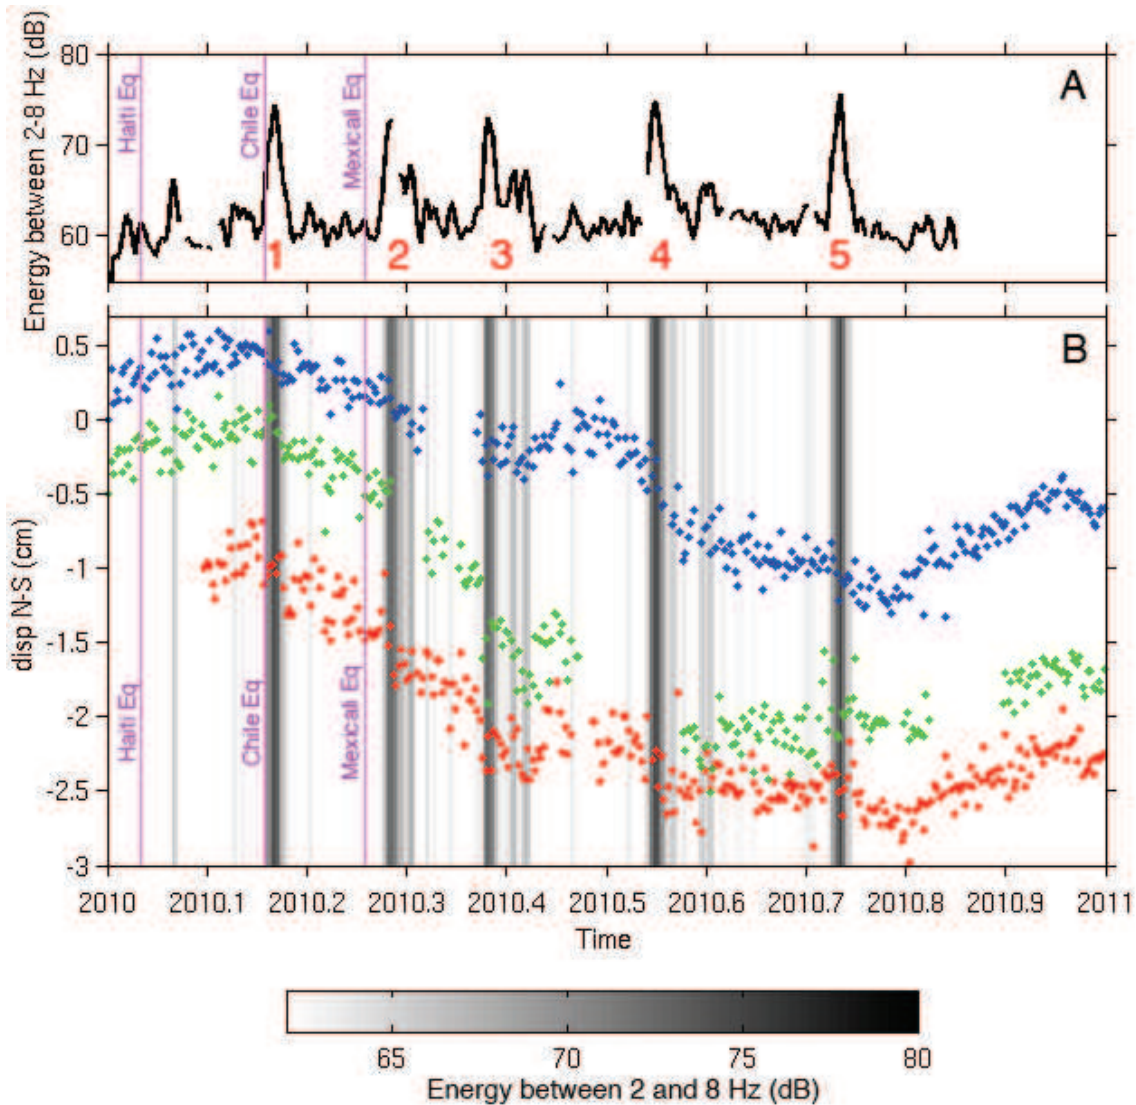 Energy between 2-8 Hz (dB)
80
70
60
Haiti Eq
Chile Eq
Mexicali Eq
A
1
2
3
4
5
disp N-S (cm)
0.5
0
-0.5
-1
-1.5
-2
-2.5
-3
B
Haiti Eq
Chile Eq
Mexicali Eq
2010 2010.1 2010.2 2010.3 2010.4 2010.5 2010.6 2010.7 2010.8 2010.9 2011
Time
65 70 75 80
Energy between 2 and 8 Hz (dB)